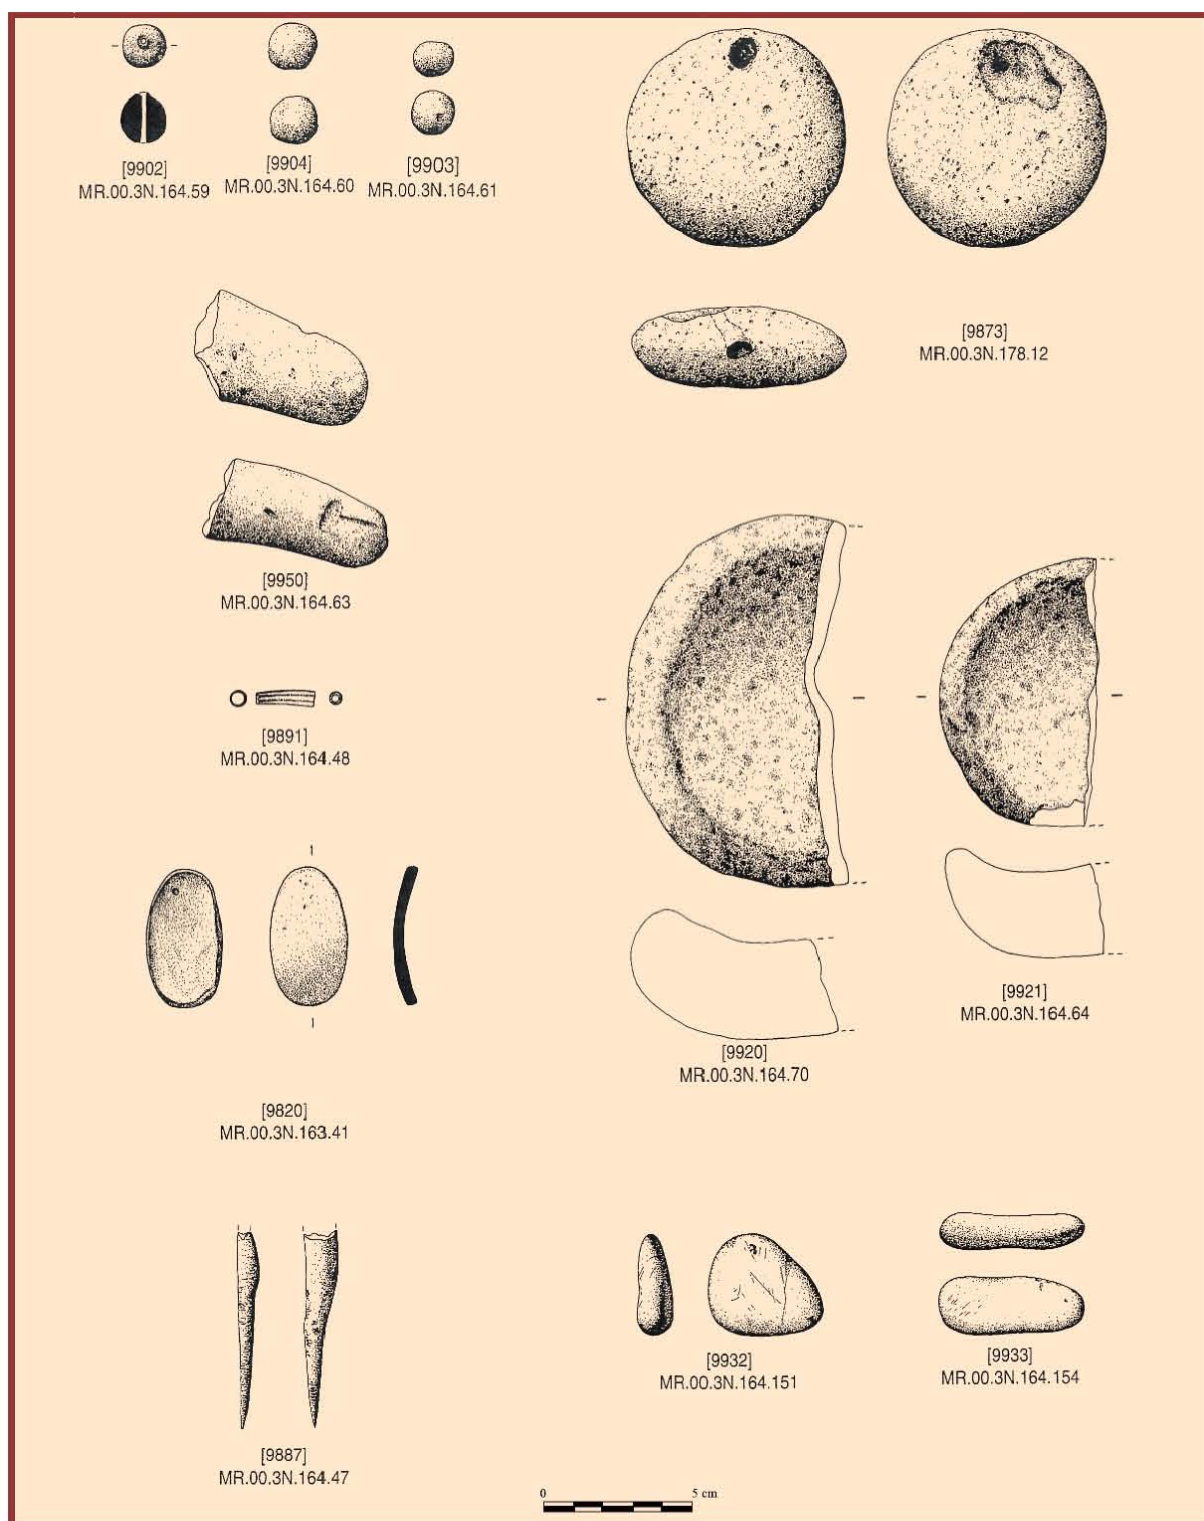 [9902]
MR.00.3N.164.59
[9904]
MR.00.3N.164.60
[9903]
MR.00.3N.164.61
[9873]
MR.00.3N.178.12
[9950]
MR.00.3N.164.63
[9891]
MR.00.3N.164.48
[9920]
MR.00.3N.164.70
[9921]
MR.00.3N.164.64
[9820]
MR.00.3N.163.41
[9887]
MR.00.3N.164.47
[9932]
MR.00.3N.164.151
[9933]
MR.00.3N.164.154
0 5 cm